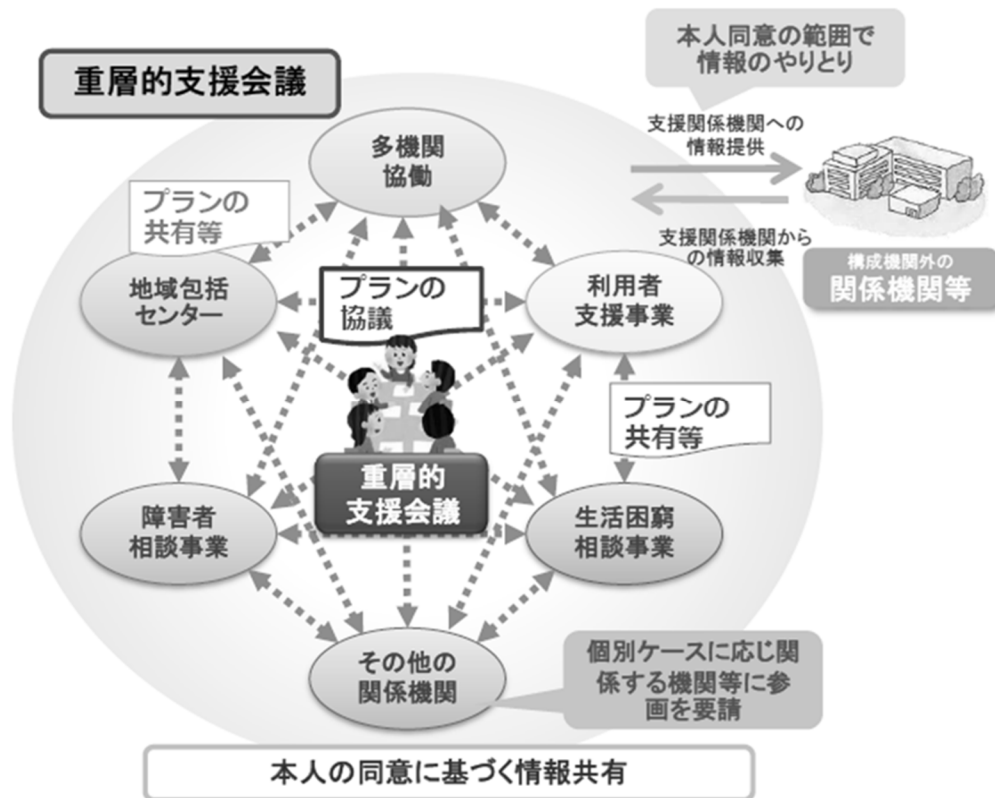 重層的支援会議
本人同意の範囲で
情報のやりとり
支援関係機関への
情報提供
支援関係機関から
の情報収集
構成機関外の
関係機関等
多機関
協働
プランの
共有等
地域包括
センター
プランの
協議
利用者
支援事業
プランの
共有等
重層的
支援会議
障害者
相談事業
生活困窮
相談事業
その他の
関係機関
個別ケースに応じ関
係する機関等に参
画を要請
本人の同意に基づく情報共有